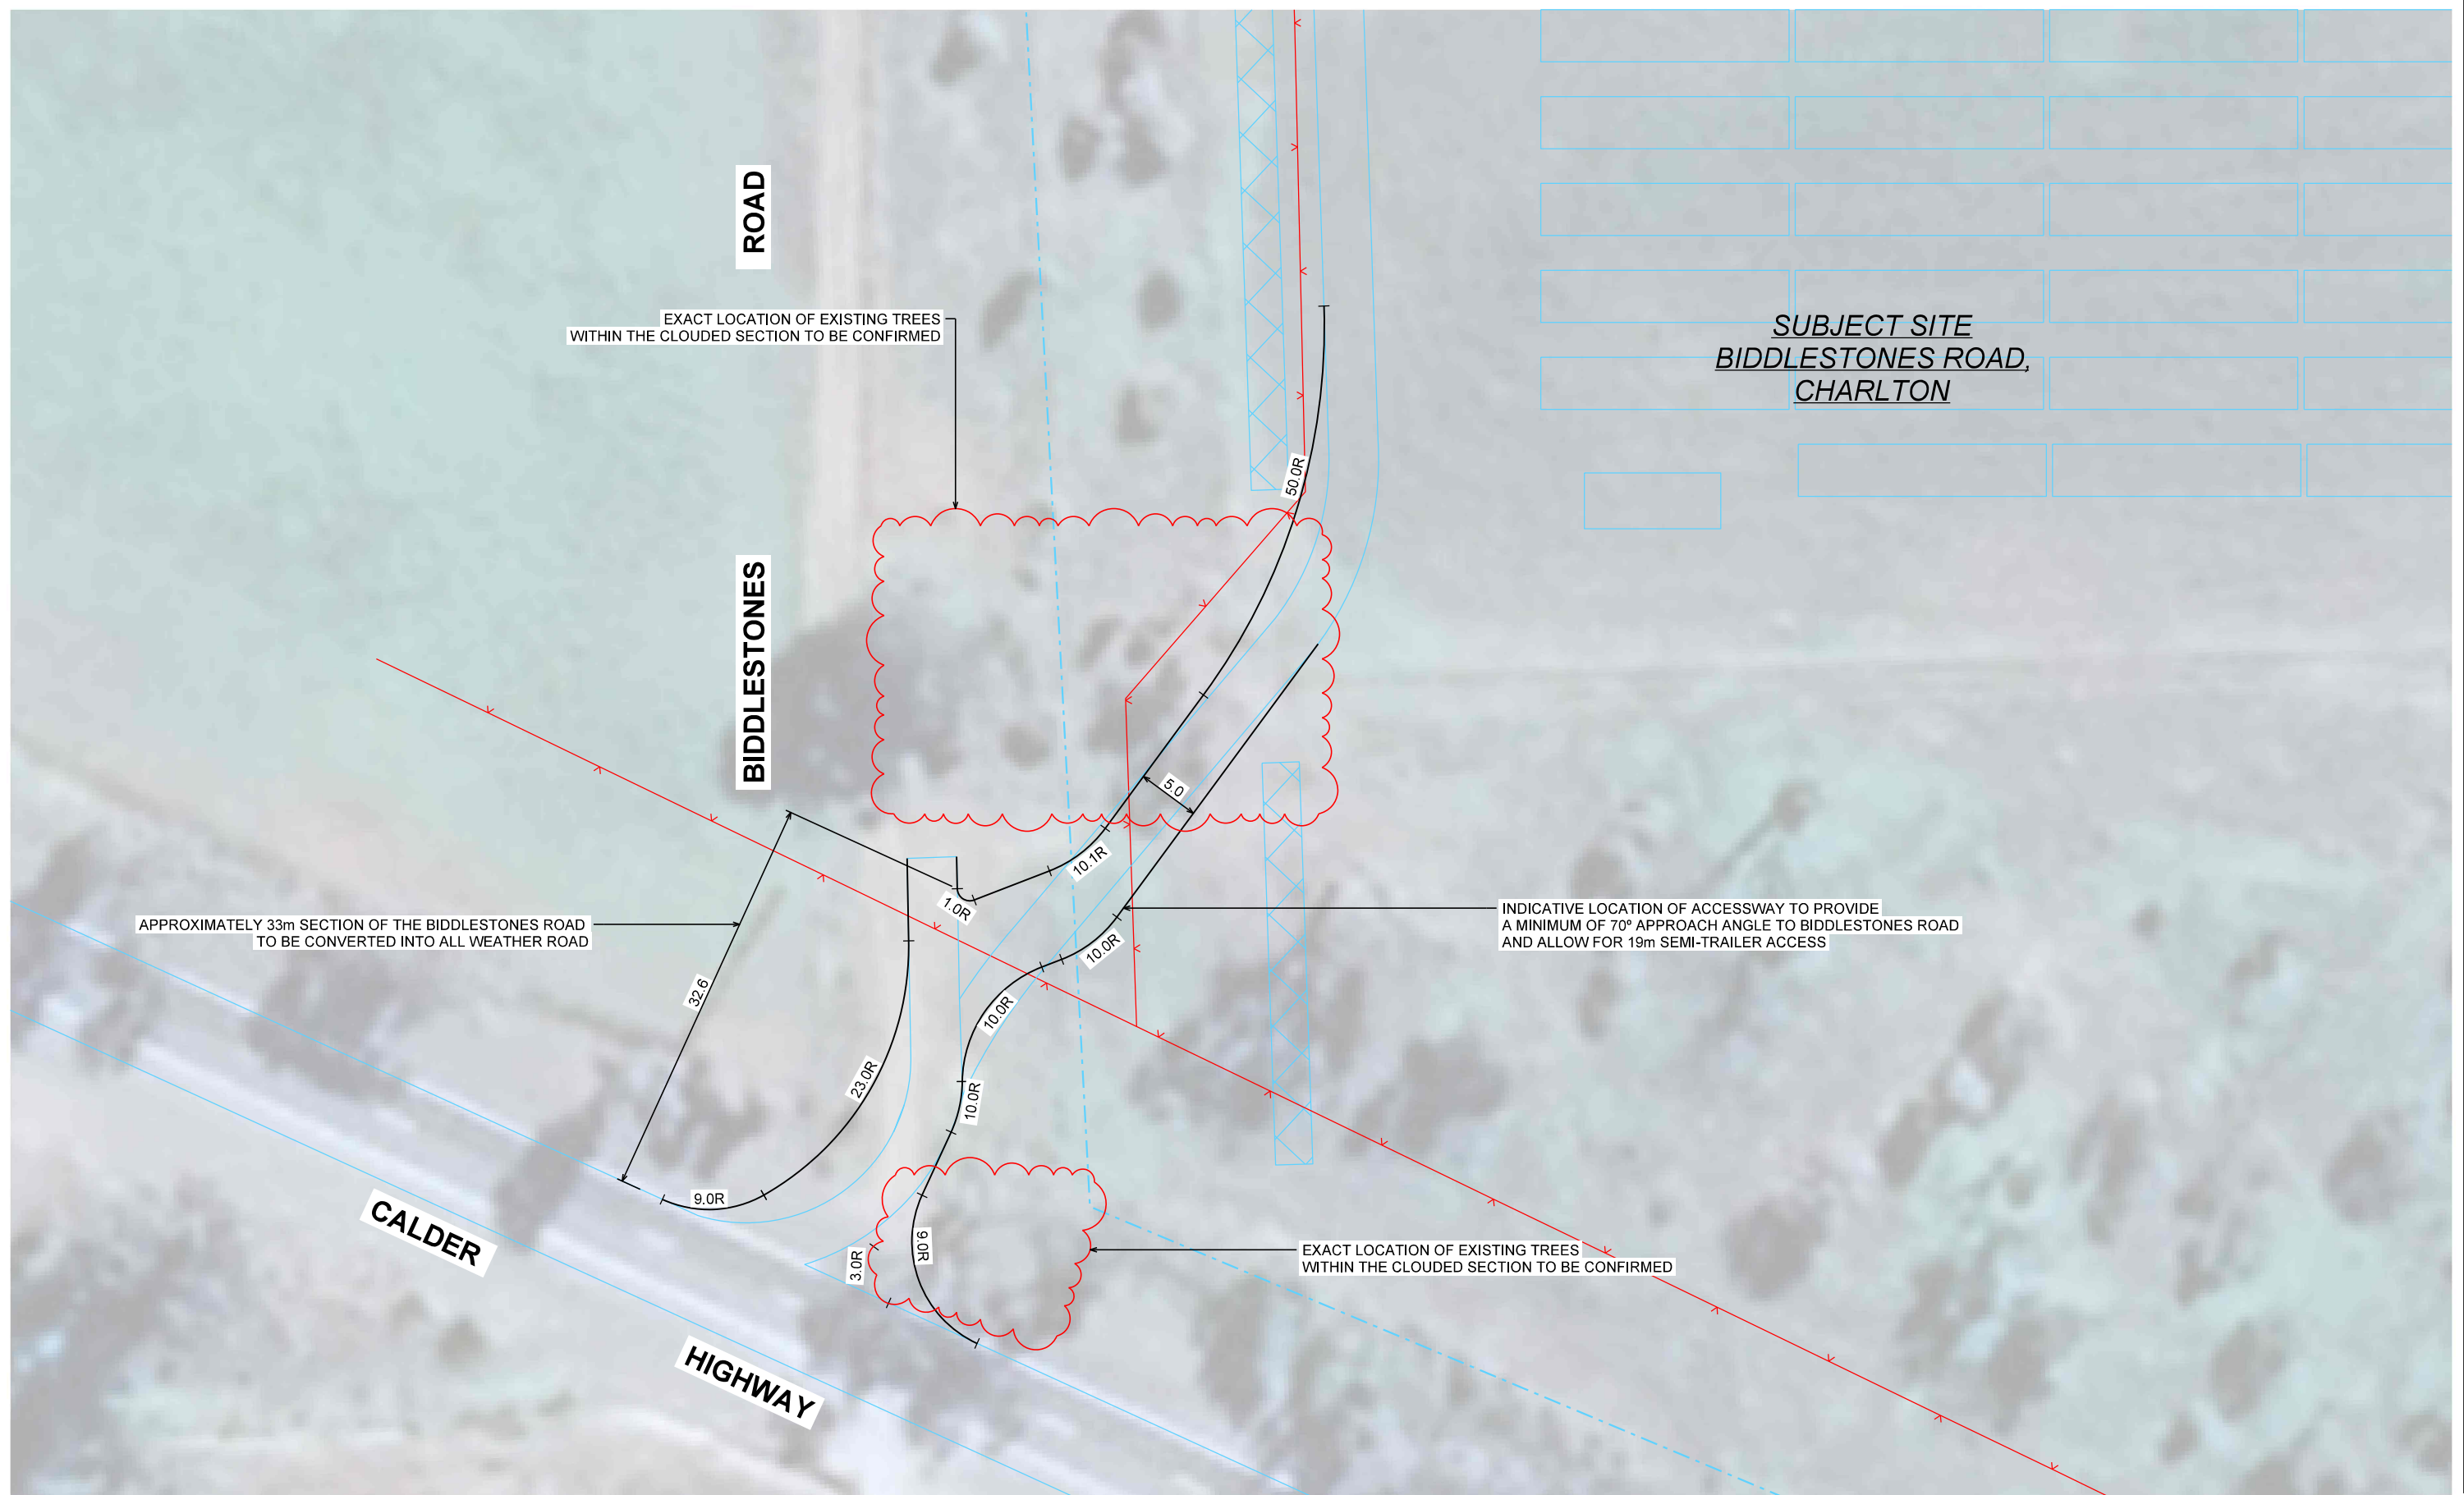 ROAD
EXACT LOCATION OF EXISTING TREES
WITHIN THE CLOUDED SECTION TO BE CONFIRMED
SUBJECT SITE
BIDDLESTONES ROAD,
CHARLTON
50.0R
BIDDLESTONES
5.0
10.1R
1.0R
APPROXIMATELY 33m SECTION OF THE BIDDLESTONES ROAD
TO BE CONVERTED INTO ALL WEATHER ROAD
INDICATIVE LOCATION OF ACCESSWAY TO PROVIDE
A MINIMUM OF 70º APPROACH ANGLE TO BIDDLESTONES ROAD
AND ALLOW FOR 19m SEMI-TRAILER ACCESS
10.0R
32.6
10.0R
23.0R
10.0R
9.0R
CALDER
9.0R
3.0R
EXACT LOCATION OF EXISTING TREES
WITHIN THE CLOUDED SECTION TO BE CONFIRMED
HIGHWAY